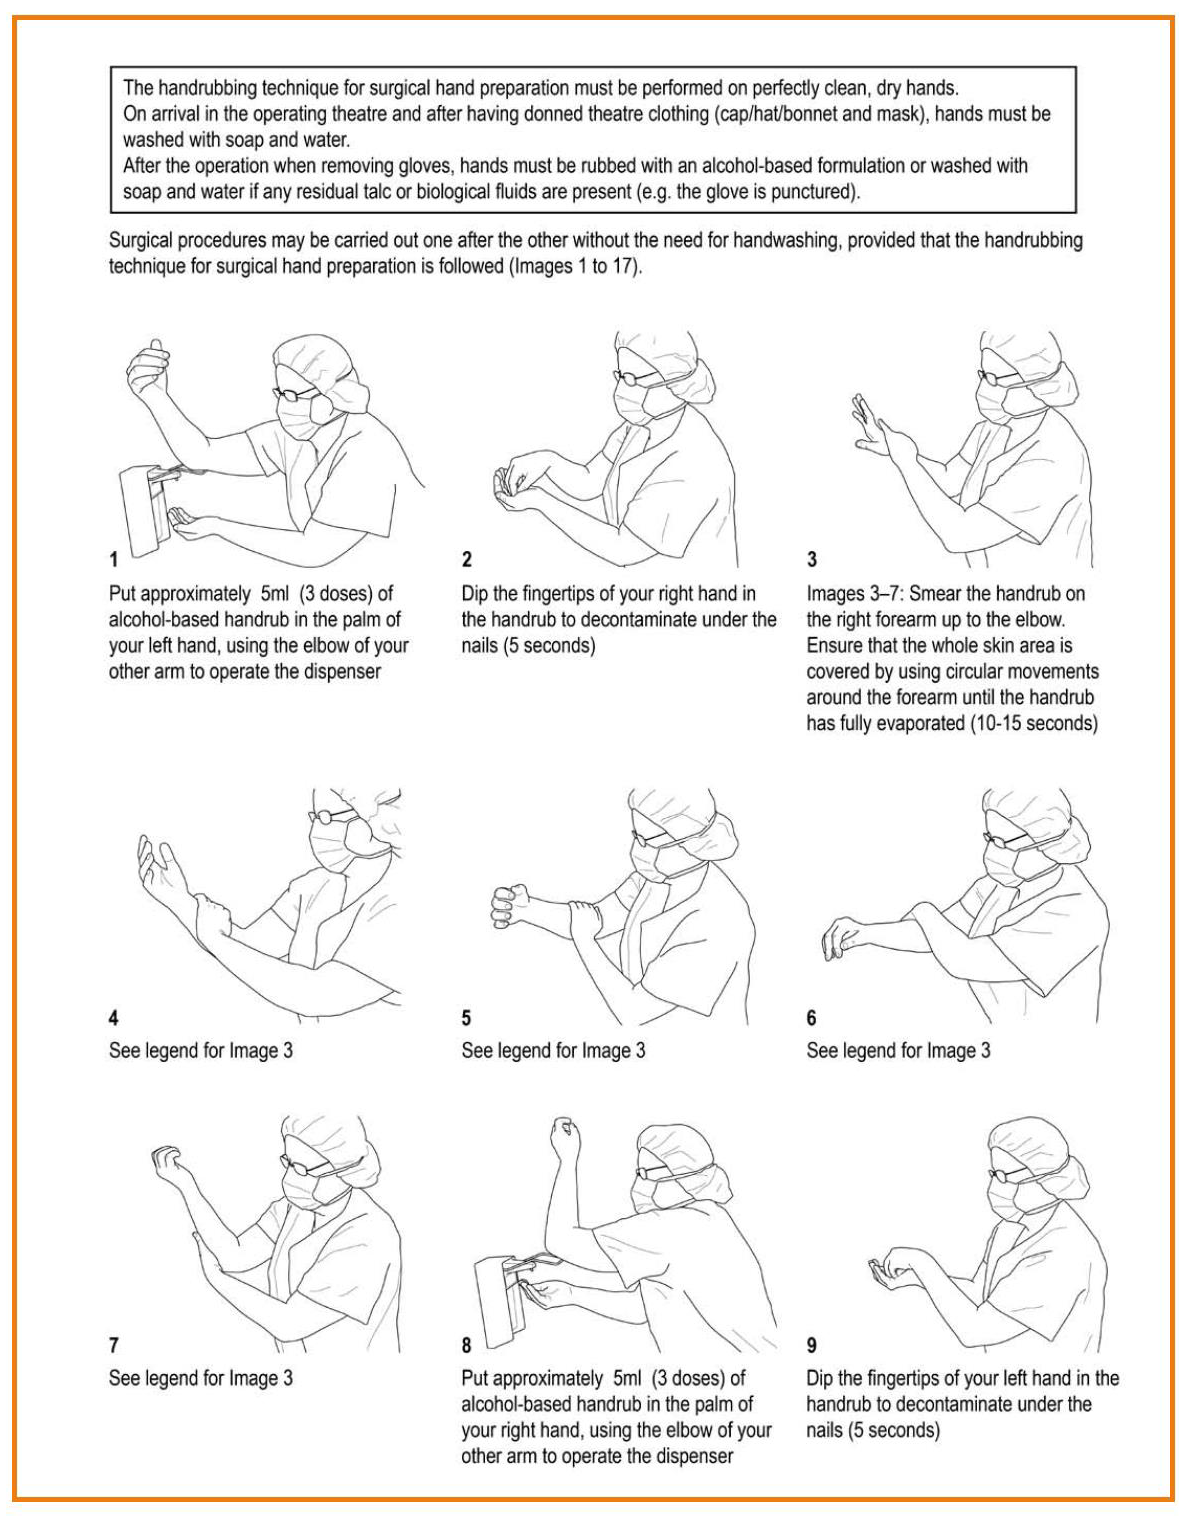 The handrubbing technique for surgical hand preparation must be performed on perfectly clean, dry hands.
On arrival in the operating theatre and after having donned theatre clothing (cap/hat/bonnet and mask), hands must be
washed with soap and water.
After the operation when removing gloves, hands must be rubbed with an alcohol-based formulation or washed with
soap and water if any residual talc or biological fluids are present (e.g. the glove is punctured).
Surgical procedures may be carried out one after the other without the need for handwashing, provided that the handrubbing
technique for surgical hand preparation is followed (Images 1 to 17).
1
Put approximately 5ml (3 doses) of
alcohol-based handrub in the palm of
your left hand, using the elbow of your
other arm to operate the dispenser
2
Dip the fingertips of your right hand in
the handrub to decontaminate under the
nails (5 seconds)
3
Images 3–7: Smear the handrub on
the right forearm up to the elbow.
Ensure that the whole skin area is
covered by using circular movements
around the forearm until the handrub
has fully evaporated (10-15 seconds)
4
See legend for Image 3
5
See legend for Image 3
6
See legend for Image 3
7
See legend for Image 3
8
Put approximately 5ml (3 doses) of
alcohol-based handrub in the palm of
your right hand, using the elbow of your
other arm to operate the dispenser
9
Dip the fingertips of your left hand in the
handrub to decontaminate under the
nails (5 seconds)